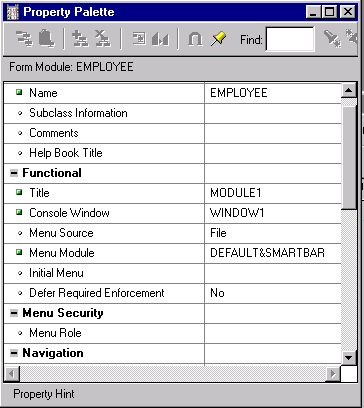 Property Palette
Find:
Form Module: EMPLOYEE
Name EMPLOYEE
Subclass Information
Comments
Help Book Title
Functional
Title MODULE1
Console Window WINDOW1
Menu Source File
Menu Module DEFAULT&SMARTBAR
Initial Menu
Defer Required Enforcement No
Menu Security
Menu Role
Navigation
Property Hint